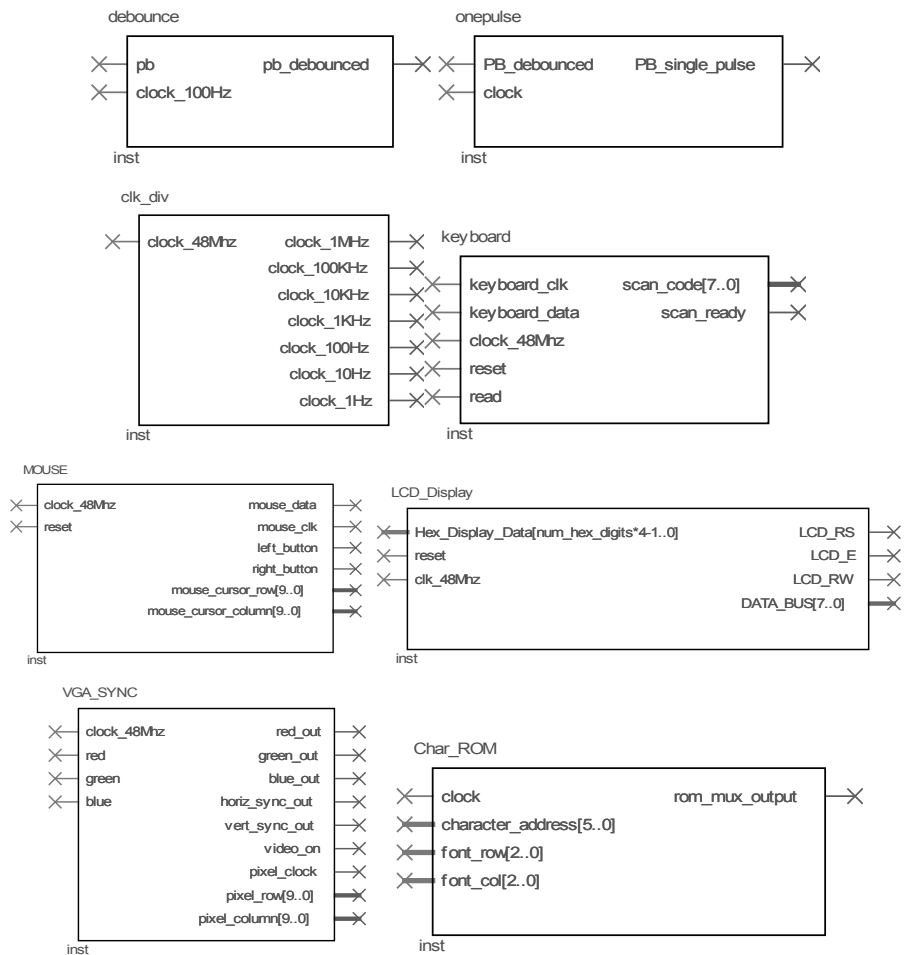 debounce
pb pb_debounced
clock_100Hz
inst
onepulse
PB_debounced PB_single_pulse
clock
inst
clk_div
clock_48Mhz clock_1MHz
clock_100KHz
clock_10KHz
clock_1KHz
clock_100Hz
clock_10Hz
clock_1Hz
inst
keyboard
keyboard_clk scan_code[7..0]
keyboard_data scan_ready
clock_48Mhz
reset
read
inst
MOUSE
clock_48Mhz mouse_data
reset mouse_clk
left_button
right_button
mouse_cursor_row[9..0]
mouse_cursor_column[9..0]
inst
LCD_Display
Hex_Display_Data[num_hex_digits*4-1..0] LCD_RS
reset LCD_E
clk_48Mhz LCD_RW
DATA_BUS[7..0]
inst
VGA_SYNC
clock_48Mhz red_out
red green_out
green blue_out
blue horiz_sync_out
vert_sync_out
video_on
pixel_clock
pixel_row[9..0]
pixel_column[9..0]
inst
Char_ROM
clock rom_mux_output
character_address[5..0]
font_row[2..0]
font_col[2..0]
inst